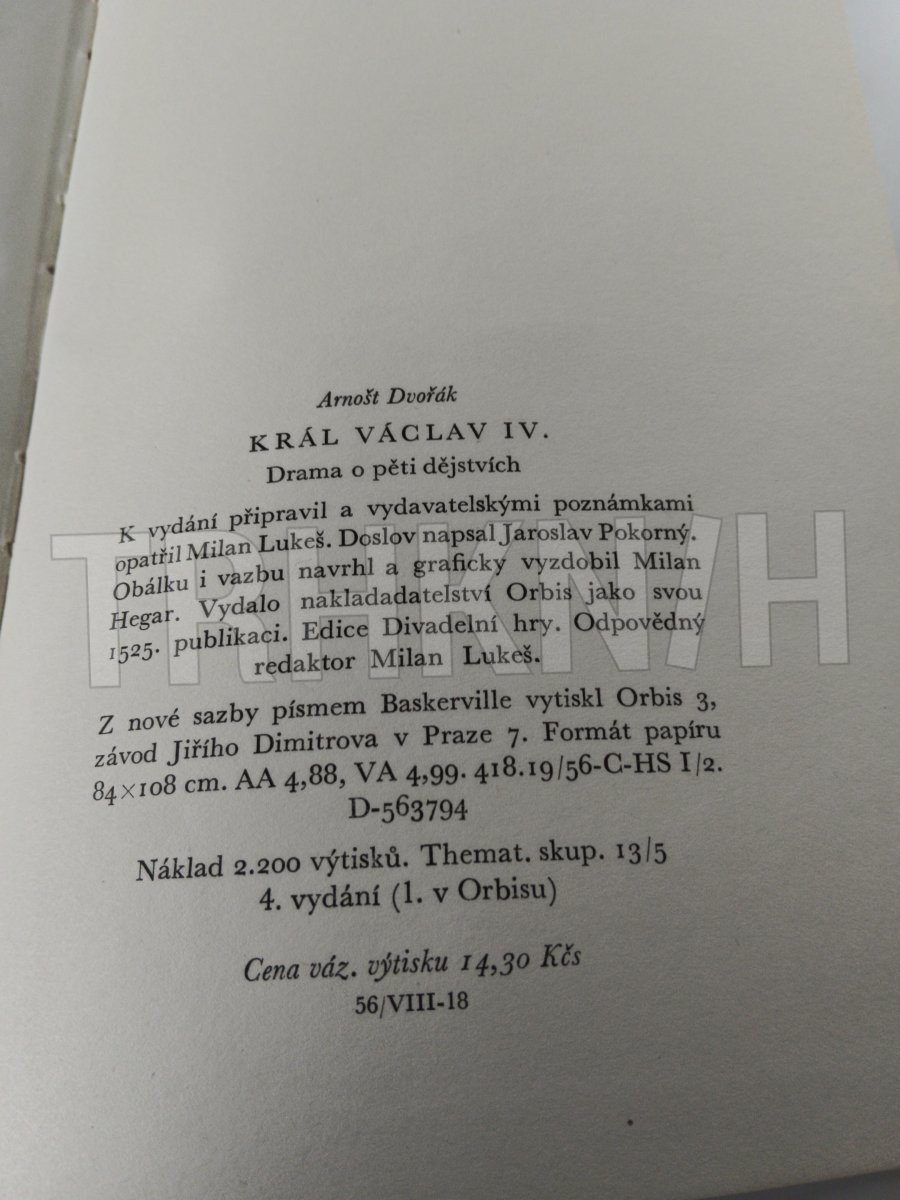 Arnošt Dvořák
KRÁL VÁCLAV IV.
Drama o pěti dějstvích
K vydání připravil a vydavatelskými poznámkami
opatřil Milan Lukeš. Doslov napsal Jaroslav Pokorný.
Obálku i vazbu navrhl a graficky vyzdobil Milan
Hegar. Vydalo nakladadatelství Orbis jako svou
1525. publikaci. Edice Divadelní hry. Odpovědný
redaktor Milan Lukeš.
TRHKNIH
Z nové sazby písmem Baskerville vytiskl Orbis 3,
závod Jiřího Dimitrova v Praze 7. Formát papíru
84×108 cm. AA 4,88, VA 4,99. 418.19/56-C-HS I/2.
D-563794
Náklad 2.200 výtisků. Themat. skup. 13/5
4. vydání (1. v Orbisu)
Cena váz. výtisku 14,30 Kčs
56/VIII-18